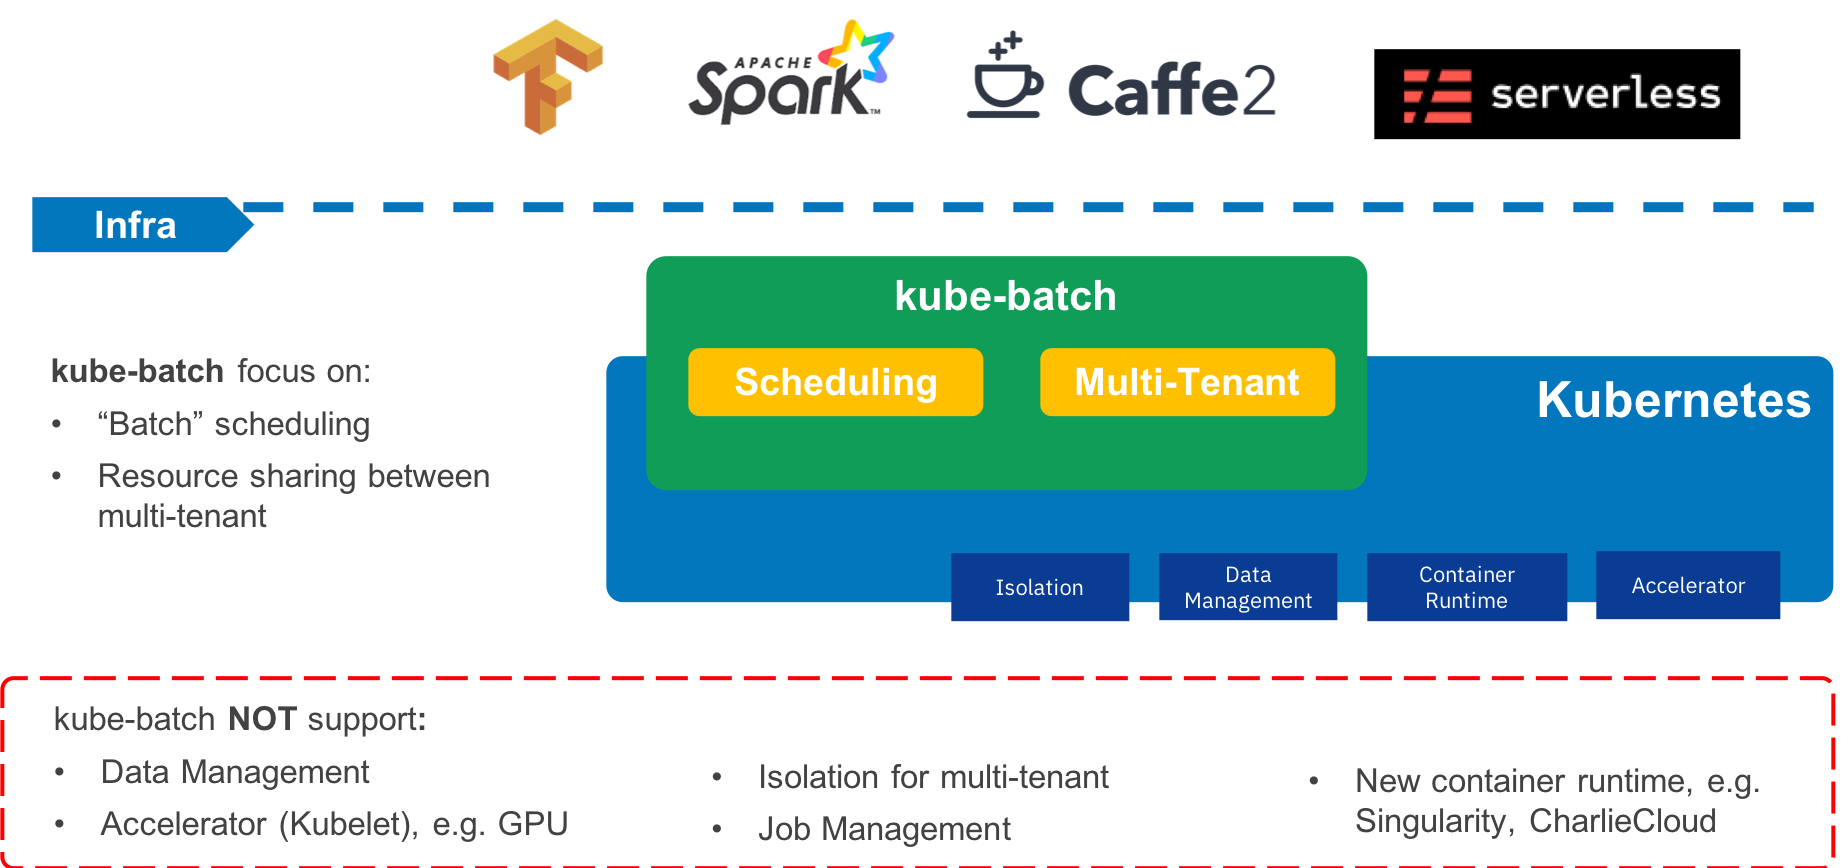 APACHE
Spark™
Caffe2
serverless
Infra
kube-batch
Scheduling
Multi-Tenant
Kubernetes
kube-batch focus on:
• “Batch” scheduling
• Resource sharing between
multi-tenant
Isolation
Data
Management
Container
Runtime
Accelerator
kube-batch NOT support:
• Data Management
• Accelerator (Kubelet), e.g. GPU
• Isolation for multi-tenant
• Job Management
• New container runtime, e.g.
Singularity, CharlieCloud